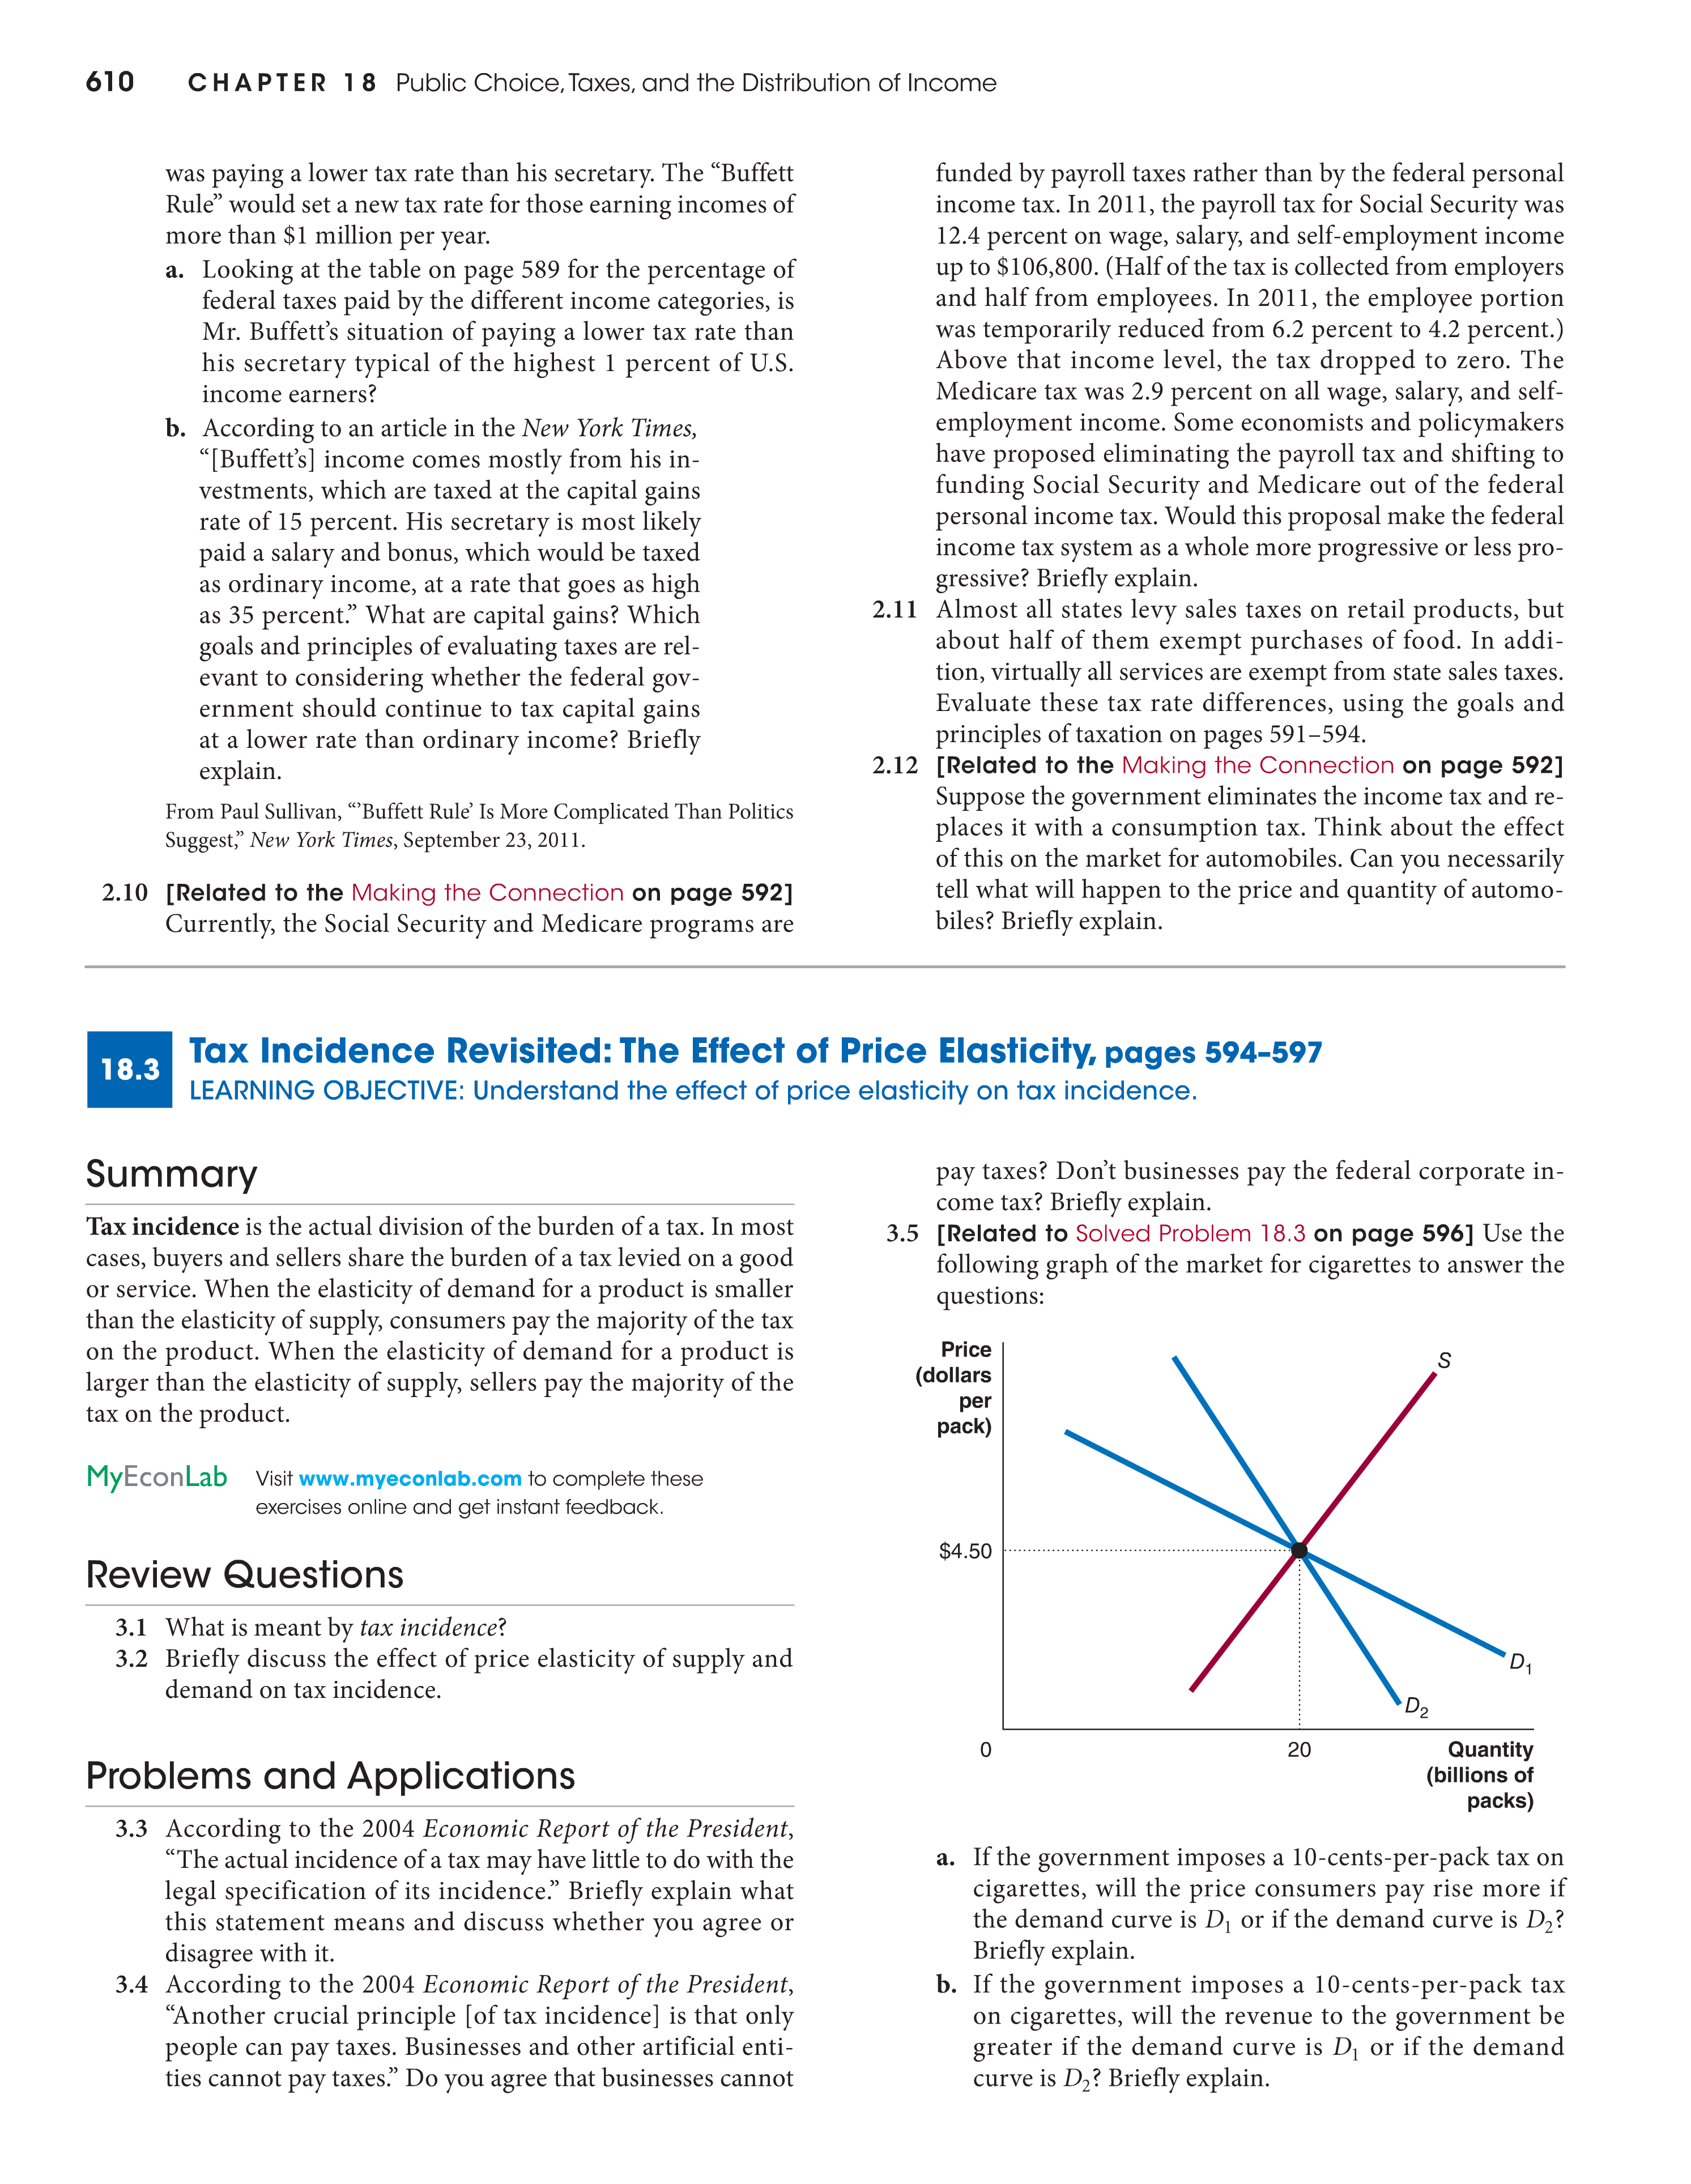 610 CHAPTER 18 Public Choice, Taxes, and the Distribution of Income
was paying a lower tax rate than his secretary. The “Buffett
Rule” would set a new tax rate for those earning incomes of
more than $1 million per year.
a. Looking at the table on page 589 for the percentage of
federal taxes paid by the different income categories, is
Mr. Buffett’s situation of paying a lower tax rate than
his secretary typical of the highest 1 percent of U.S.
income earners?
b. According to an article in the New York Times,
“[Buffett’s] income comes mostly from his in-
vestments, which are taxed at the capital gains
rate of 15 percent. His secretary is most likely
paid a salary and bonus, which would be taxed
as ordinary income, at a rate that goes as high
as 35 percent.” What are capital gains? Which
goals and principles of evaluating taxes are rel-
evant to considering whether the federal gov-
ernment should continue to tax capital gains
at a lower rate than ordinary income? Briefly
explain.
From Paul Sullivan, “’Buffett Rule’ Is More Complicated Than Politics
Suggest,” New York Times, September 23, 2011.
2.10 [Related to the Making the Connection on page 592]
Currently, the Social Security and Medicare programs are
funded by payroll taxes rather than by the federal personal
income tax. In 2011, the payroll tax for Social Security was
12.4 percent on wage, salary, and self-employment income
up to $106,800. (Half of the tax is collected from employers
and half from employees. In 2011, the employee portion
was temporarily reduced from 6.2 percent to 4.2 percent.)
Above that income level, the tax dropped to zero. The
Medicare tax was 2.9 percent on all wage, salary, and self-
employment income. Some economists and policymakers
have proposed eliminating the payroll tax and shifting to
funding Social Security and Medicare out of the federal
personal income tax. Would this proposal make the federal
income tax system as a whole more progressive or less pro-
gressive? Briefly explain.
2.11 Almost all states levy sales taxes on retail products, but
about half of them exempt purchases of food. In addi-
tion, virtually all services are exempt from state sales taxes.
Evaluate these tax rate differences, using the goals and
principles of taxation on pages 591–594.
2.12 [Related to the Making the Connection on page 592]
Suppose the government eliminates the income tax and re-
places it with a consumption tax. Think about the effect
of this on the market for automobiles. Can you necessarily
tell what will happen to the price and quantity of automo-
biles? Briefly explain.
18.3 Tax Incidence Revisited: The Effect of Price Elasticity, pages 594–597
LEARNING OBJECTIVE: Understand the effect of price elasticity on tax incidence.
Summary
Tax incidence is the actual division of the burden of a tax. In most
cases, buyers and sellers share the burden of a tax levied on a good
or service. When the elasticity of demand for a product is smaller
than the elasticity of supply, consumers pay the majority of the tax
on the product. When the elasticity of demand for a product is
larger than the elasticity of supply, sellers pay the majority of the
tax on the product.
MyEconLab Visit www.myeconlab.com to complete these
exercises online and get instant feedback.
Review Questions
3.1 What is meant by tax incidence?
3.2 Briefly discuss the effect of price elasticity of supply and
demand on tax incidence.
Problems and Applications
3.3 According to the 2004 Economic Report of the President,
“The actual incidence of a tax may have little to do with the
legal specification of its incidence.” Briefly explain what
this statement means and discuss whether you agree or
disagree with it.
3.4 According to the 2004 Economic Report of the President,
“Another crucial principle [of tax incidence] is that only
people can pay taxes. Businesses and other artificial enti-
ties cannot pay taxes.” Do you agree that businesses cannot
pay taxes? Don’t businesses pay the federal corporate in-
come tax? Briefly explain.
3.5 [Related to Solved Problem 18.3 on page 596] Use the
following graph of the market for cigarettes to answer the
questions:
Price
(dollars
per
pack)
S
$4.50
D1
D2
0 20 Quantity
(billions of
packs)
a. If the government imposes a 10-cents-per-pack tax on
cigarettes, will the price consumers pay rise more if
the demand curve is D1 or if the demand curve is D2?
Briefly explain.
b. If the government imposes a 10-cents-per-pack tax
on cigarettes, will the revenue to the government be
greater if the demand curve is D1 or if the demand
curve is D2? Briefly explain.